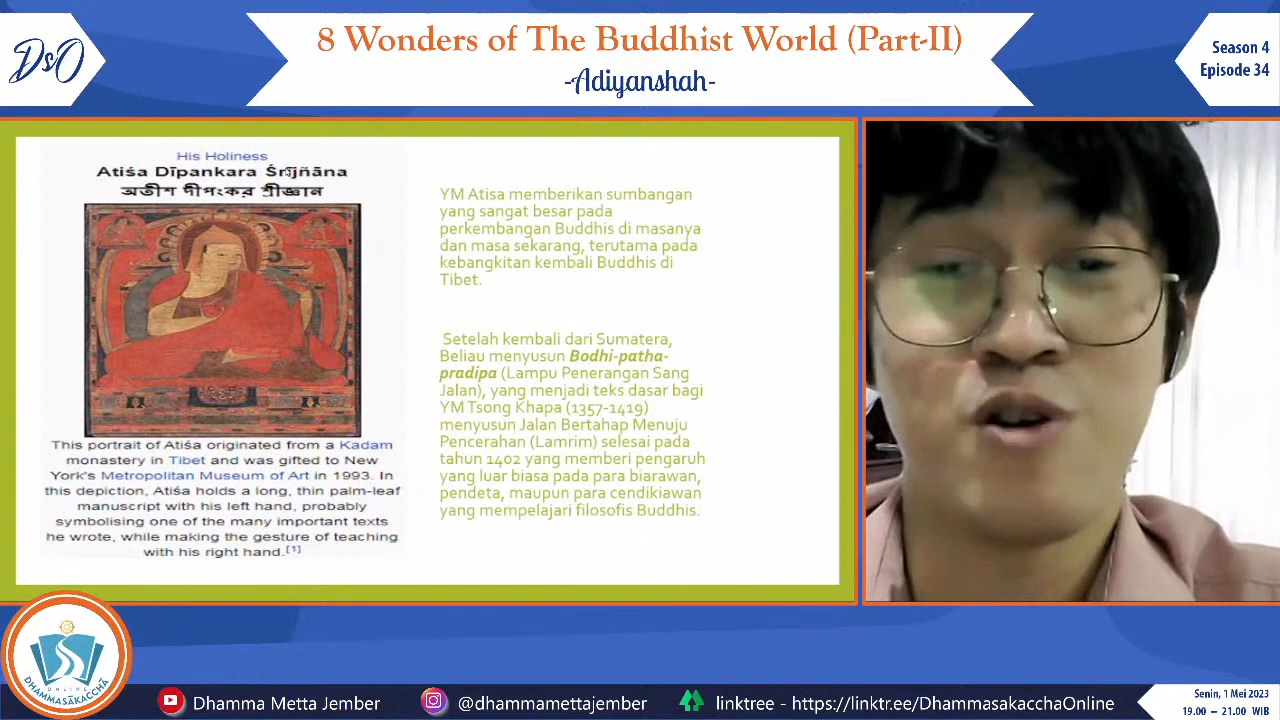 DsO
8 Wonders of The Buddhist World (Part-II)
-Adiyanshah-
Season 4
Episode 34
His Holiness
Atiśa Dīpankara Śrījñāna
অতীশ দীপংকর শ্রীজ্ঞান
This portrait of Atiśa originated from a Kadam
monastery in Tibet and was gifted to New
York's Metropolitan Museum of Art in 1993. In
this depiction, Atiśa holds a long, thin palm-leaf
manuscript with his left hand, probably
symbolising one of the many important texts
he wrote, while making the gesture of teaching
with his right hand.[1]
YM Atisa memberikan sumbangan
yang sangat besar pada
perkembangan Buddhis di masanya
dan masa sekarang, terutama pada
kebangkitan kembali Buddhis di
Tibet.
Setelah kembali dari Sumatera,
Beliau menyusun Bodhi-patha-
pradipa (Lampu Penerangan Sang
Jalan), yang menjadi teks dasar bagi
YM Tsong Khapa (1357-1419)
menyusun Jalan Bertahap Menuju
Pencerahan (Lamrim) selesai pada
tahun 1402 yang memberi pengaruh
yang luar biasa pada para biarawan,
pendeta, maupun para cendikiawan
yang mempelajari filosofis Buddhis.
ONLINE
DHAMMASĀKACCHĀ
Dhamma Metta Jember
@dhammamettajember
linktree - https://linktr.ee/DhammasakacchaOnline
Senin, 1 Mei 2023
19.00 – 21.00 WIB